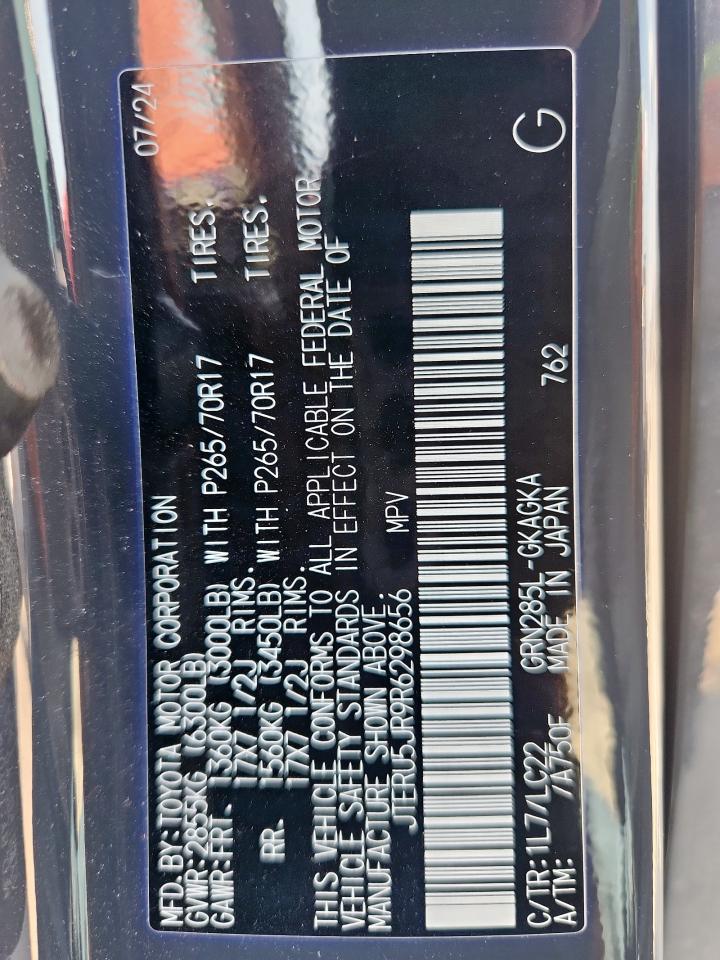 MFD.BY:TOYOTA MOTOR CORPORATION 07/24
GVWR:2855KG (6300LB)
GAWR:FRT. 1360KG (3000LB) WITH P265/70R17 TIRES.
17X7 1/2J RIMS.
RR. 1560KG (3450LB) WITH P265/70R17 TIRES.
17X7 1/2J RIMS.
THIS VEHICLE CONFORMS TO ALL APPLICABLE FEDERAL MOTOR
VEHICLE SAFETY STANDARDS IN EFFECT ON THE DATE OF
MANUFACTURE SHOWN ABOVE.
JTERU5JR9R6298656 MPV
C/TR:1L7/LC22 GRN285L-GKAGKA
A/TM: /A750F MADE IN JAPAN 762 G